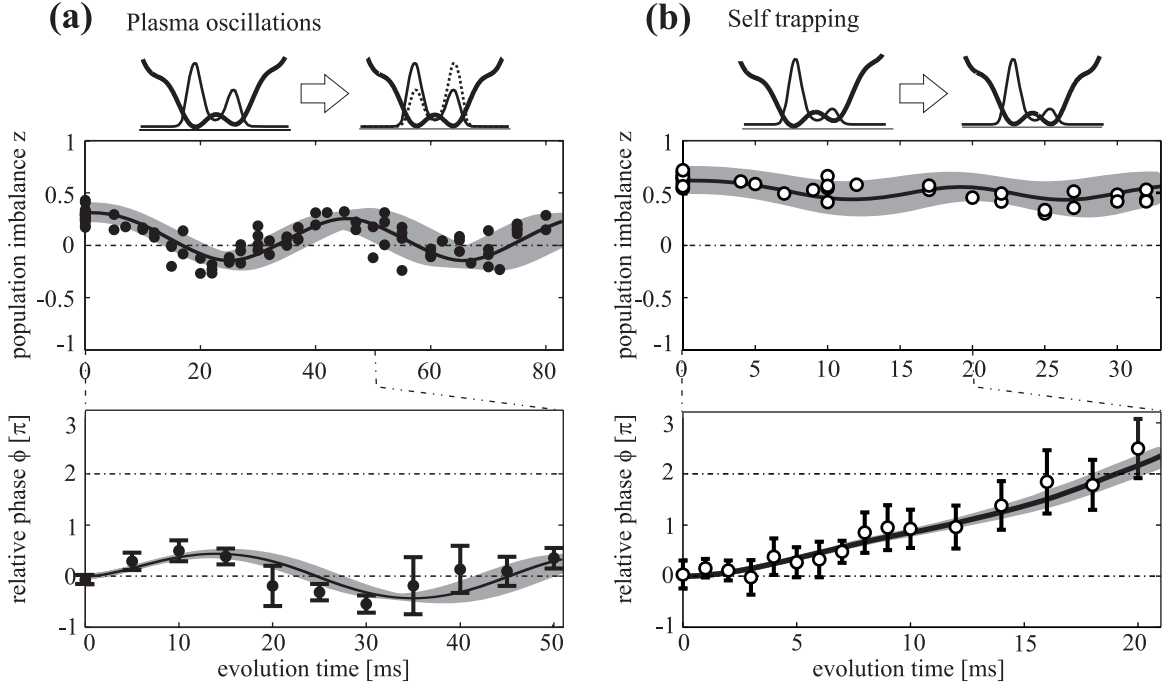 (a) Plasma oscillations
(b) Self trapping
population imbalance z
1
0.5
0
-0.5
-1
0 20 40 60 80
population imbalance z
1
0.5
0
-0.5
-1
0 5 10 15 20 25 30
relative phase ϕ [π]
3
2
1
0
-1
0 10 20 30 40 50
evolution time [ms]
relative phase ϕ [π]
3
2
1
0
-1
0 5 10 15 20
evolution time [ms]